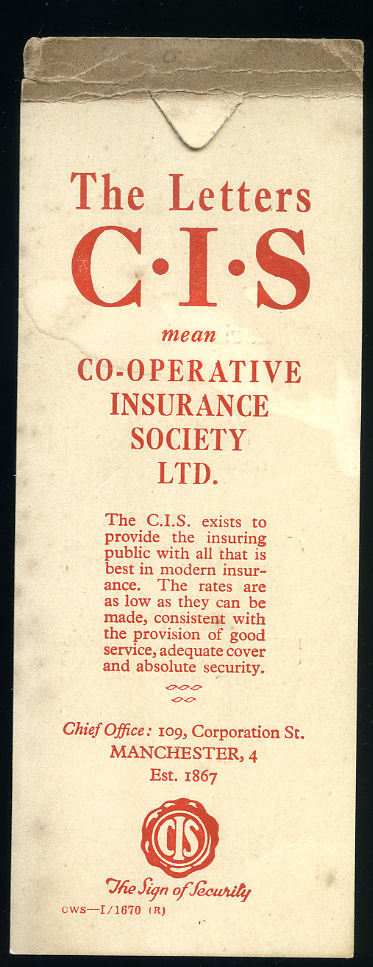 The Letters
C·I·S
mean
CO-OPERATIVE
INSURANCE
SOCIETY
LTD.
The C.I.S. exists to
provide the insuring
public with all that is
best in modern insur-
ance. The rates are
as low as they can be
made, consistent with
the provision of good
service, adequate cover
and absolute security.
Chief Office: 109, Corporation St.
MANCHESTER, 4
Est. 1867
CIS
The Sign of Security
CWS—I/1670 (R)